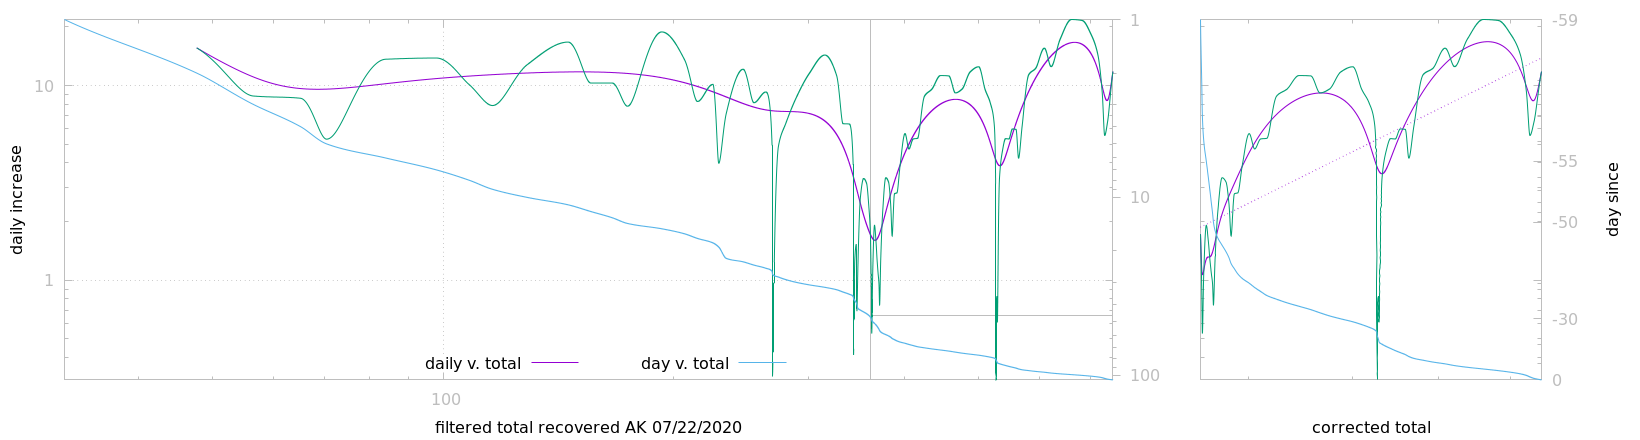 10
1
daily increase
daily v. total
day v. total
100
filtered total recovered AK 07/22/2020
1
10
100
-59
-55
-50
-30
0
day since
corrected total